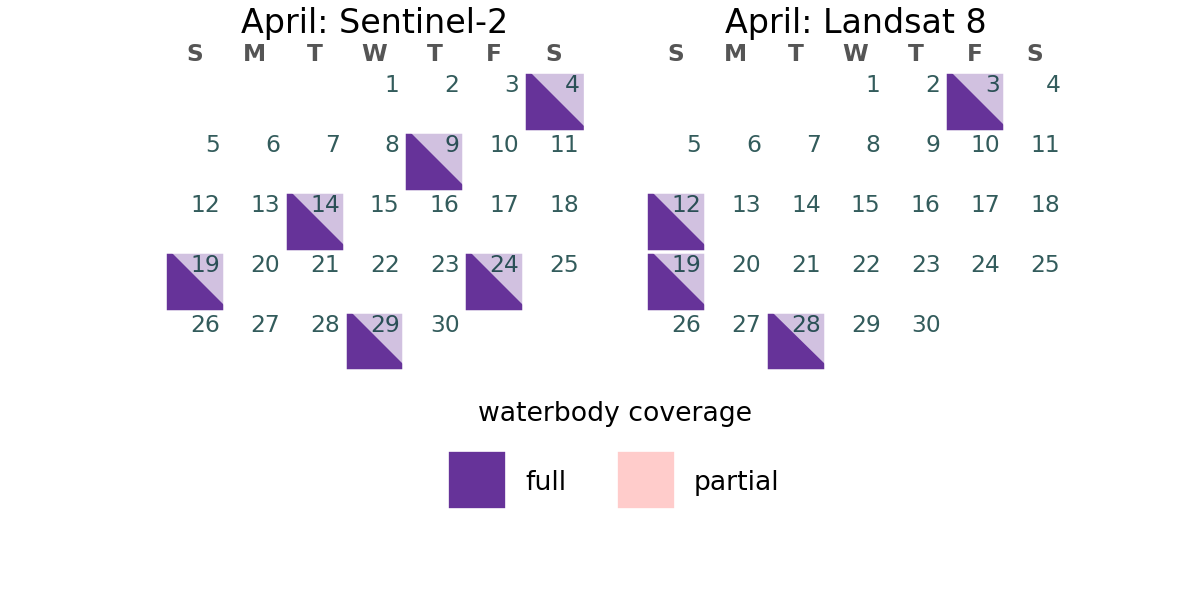 April: Sentinel-2
S M T W T F S
1 2 3 4
5 6 7 8 9 10 11
12 13 14 15 16 17 18
19 20 21 22 23 24 25
26 27 28 29 30
April: Landsat 8
S M T W T F S
1 2 3 4
5 6 7 8 9 10 11
12 13 14 15 16 17 18
19 20 21 22 23 24 25
26 27 28 29 30
waterbody coverage
full partial